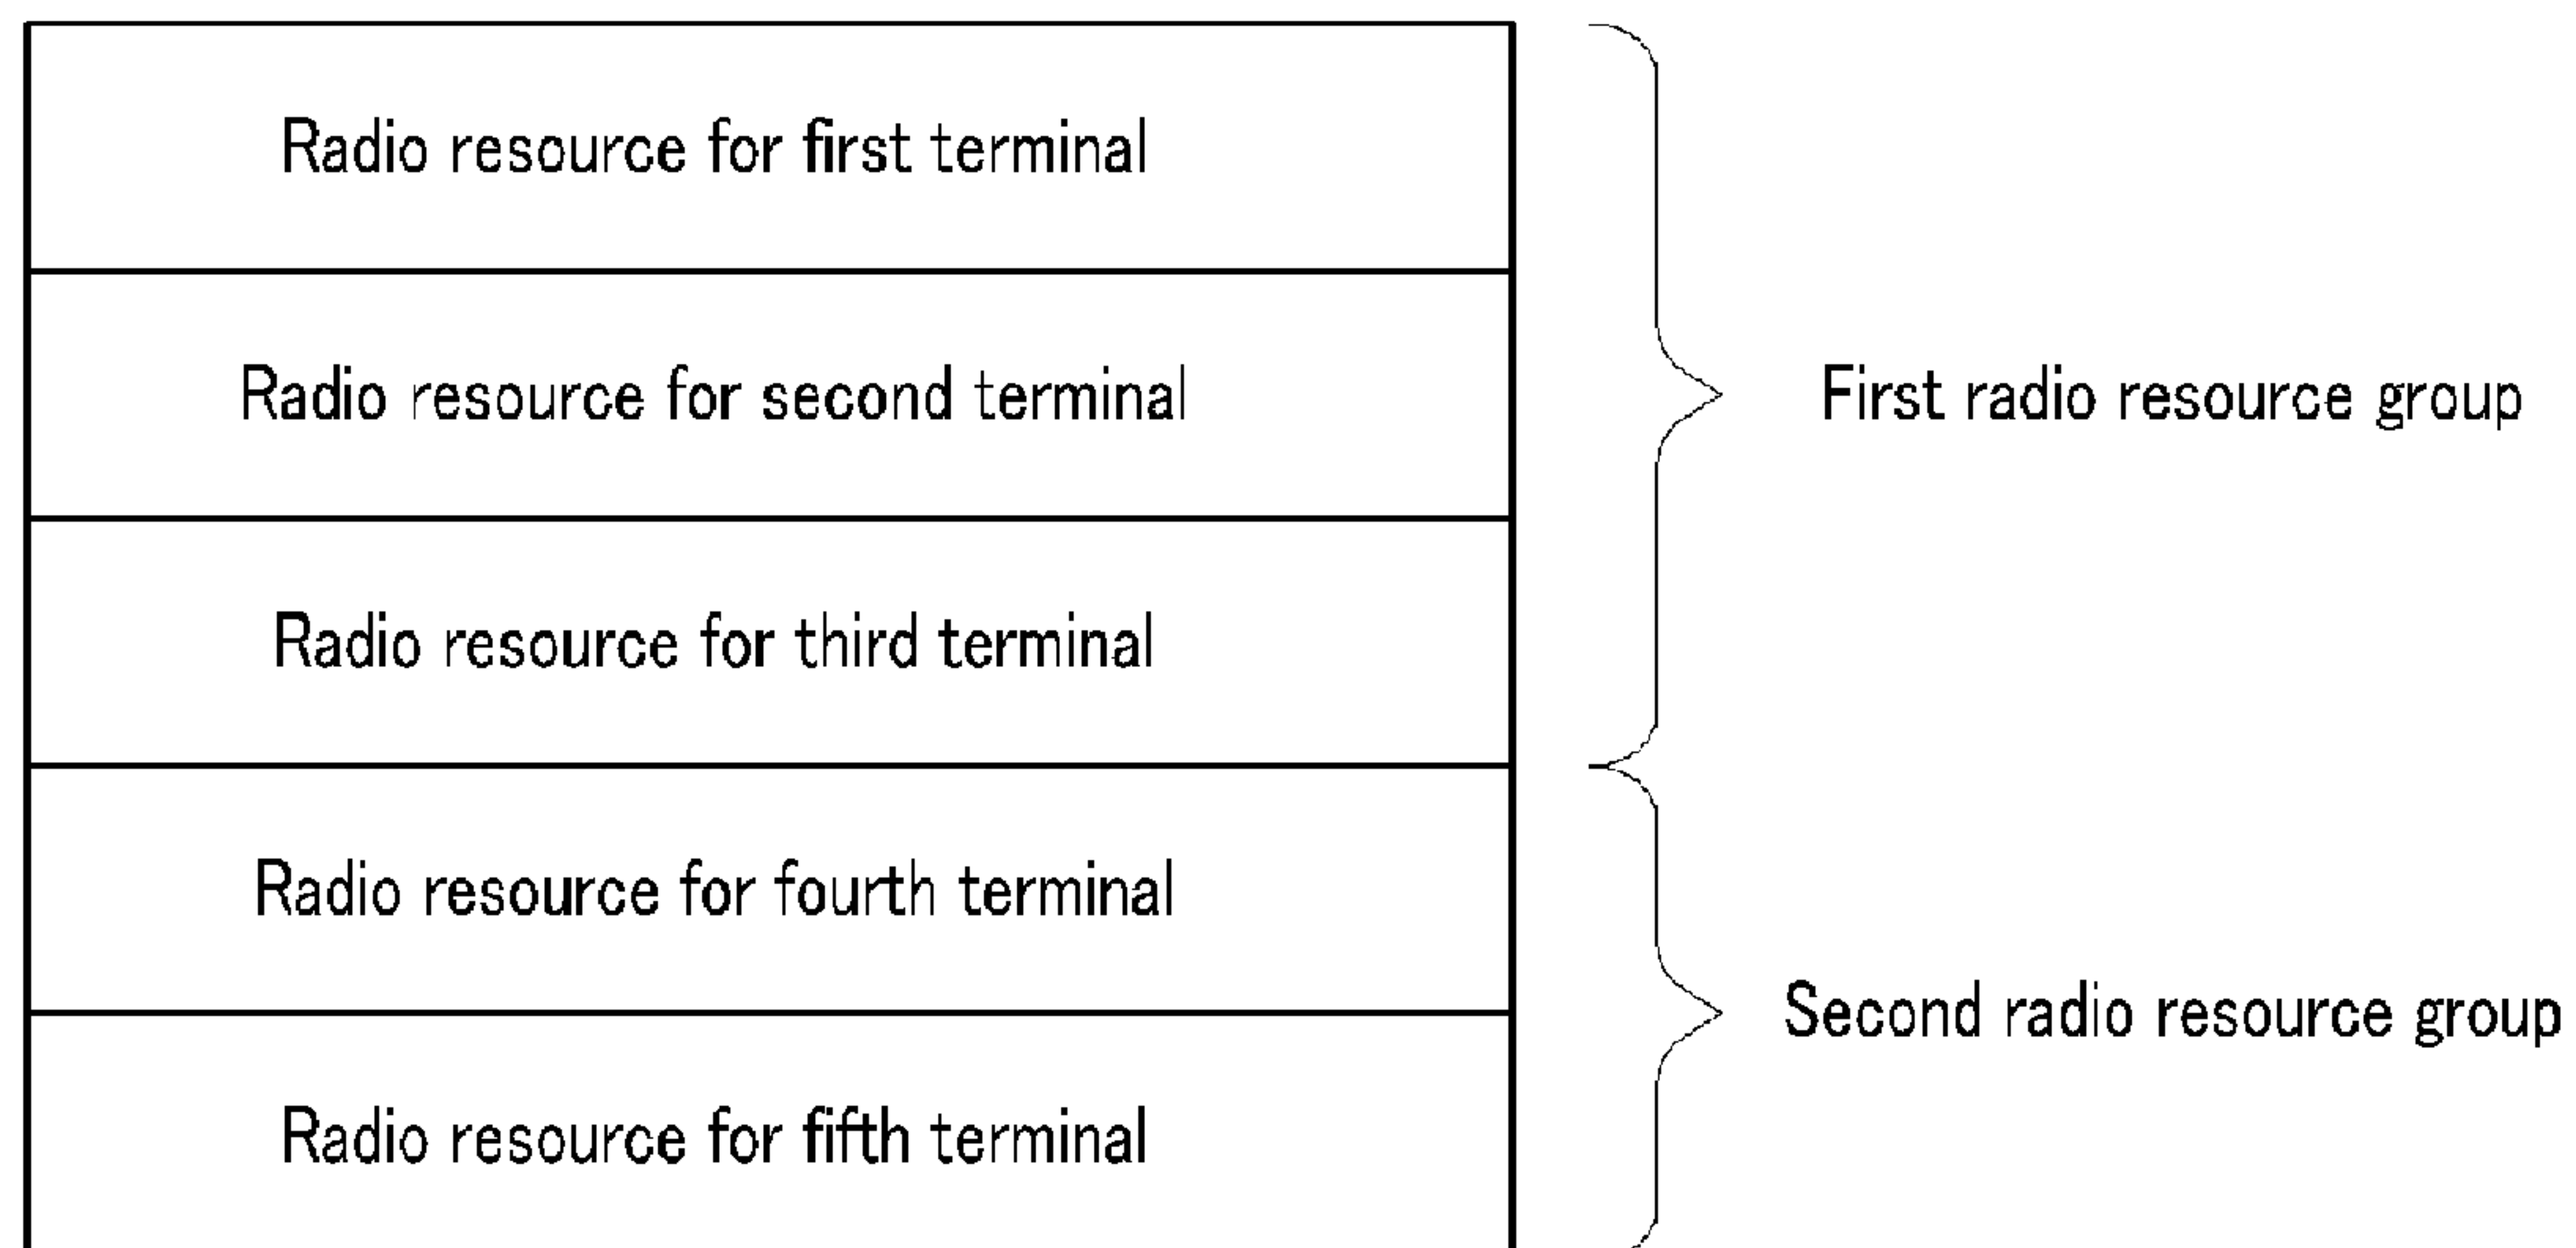 Radio resource for first terminal
Radio resource for second terminal
Radio resource for third terminal
Radio resource for fourth terminal
Radio resource for fifth terminal
First radio resource group
Second radio resource group